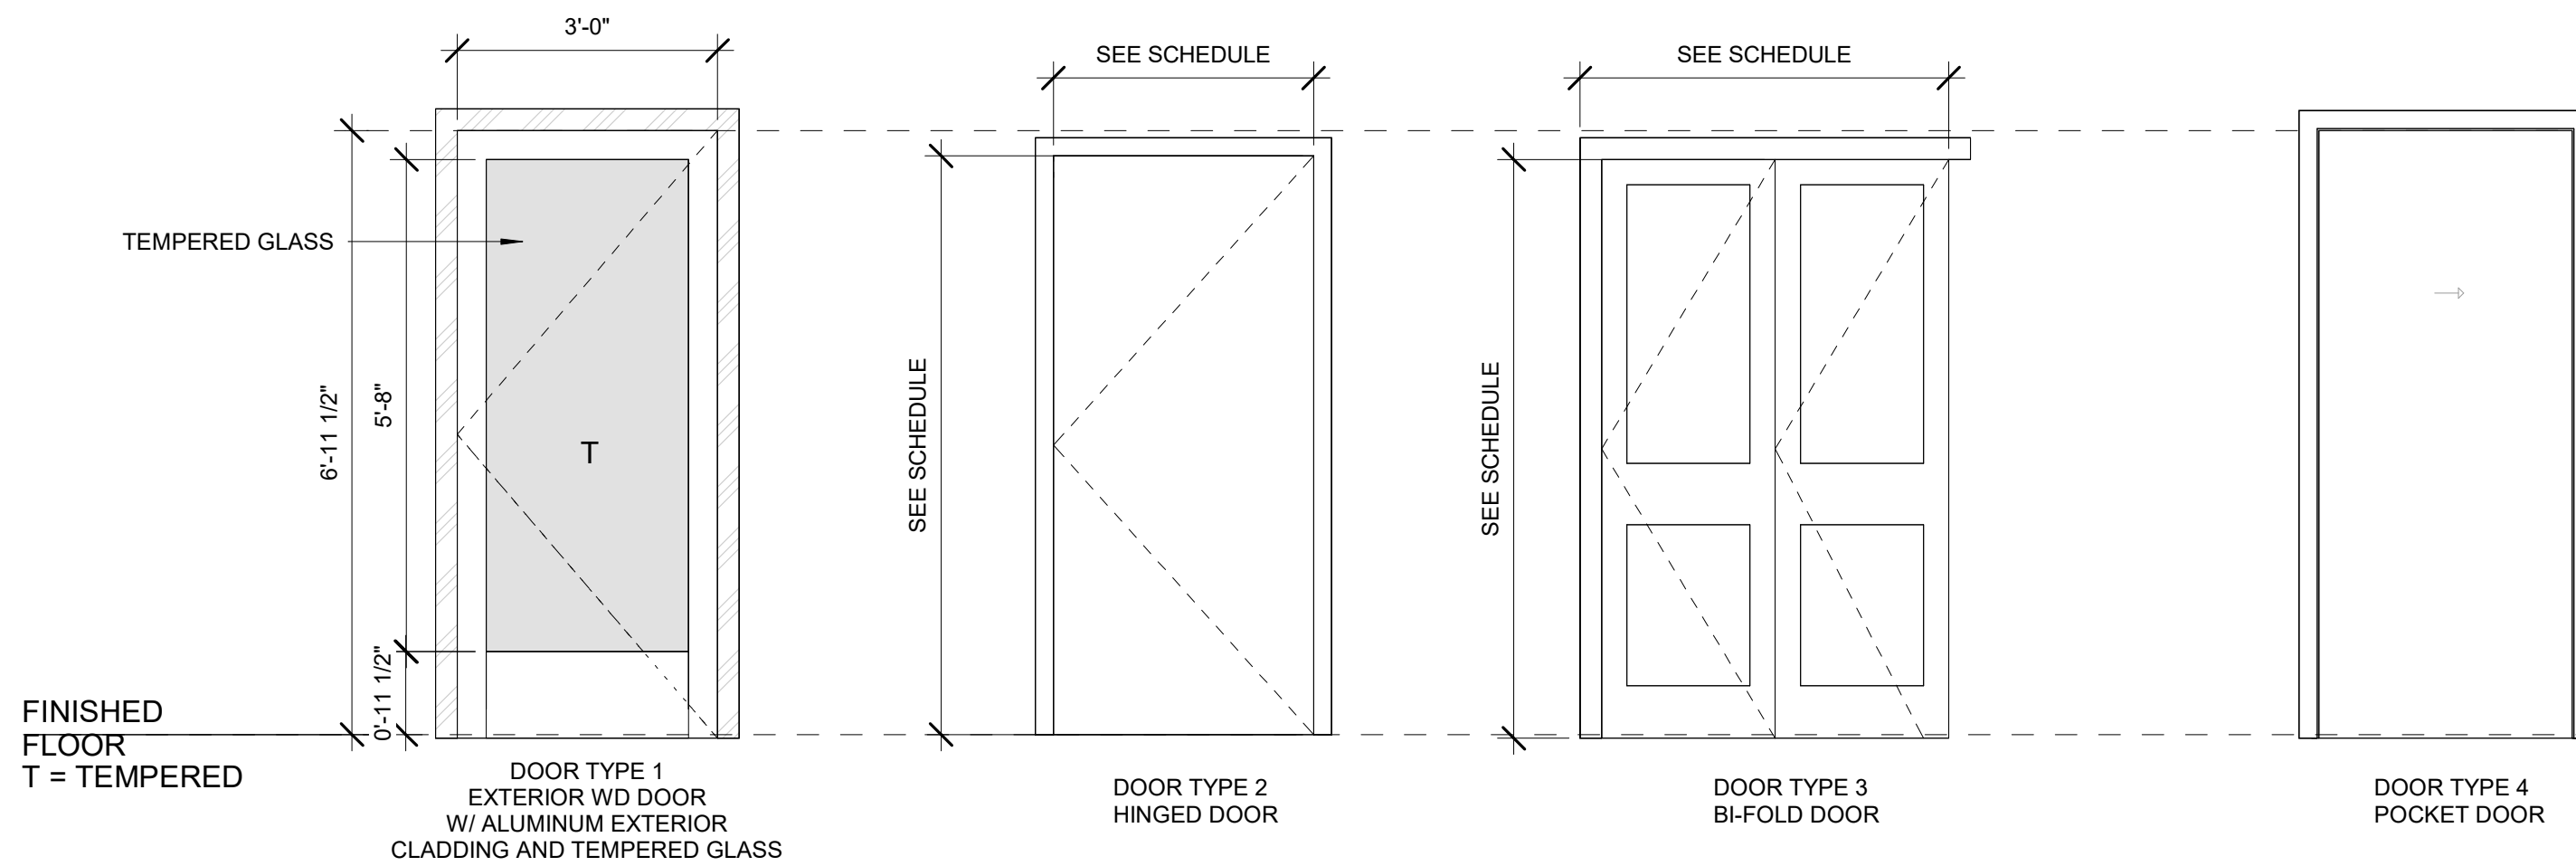 3'-0"
SEE SCHEDULE
SEE SCHEDULE
TEMPERED GLASS
6'-11 1/2"
5'-8"
T
SEE SCHEDULE
SEE SCHEDULE
0'-11 1/2"
FINISHED
FLOOR
T = TEMPERED
DOOR TYPE 1
EXTERIOR WD DOOR
W/ ALUMINUM EXTERIOR
CLADDING AND TEMPERED GLASS
DOOR TYPE 2
HINGED DOOR
DOOR TYPE 3
BI-FOLD DOOR
DOOR TYPE 4
POCKET DOOR